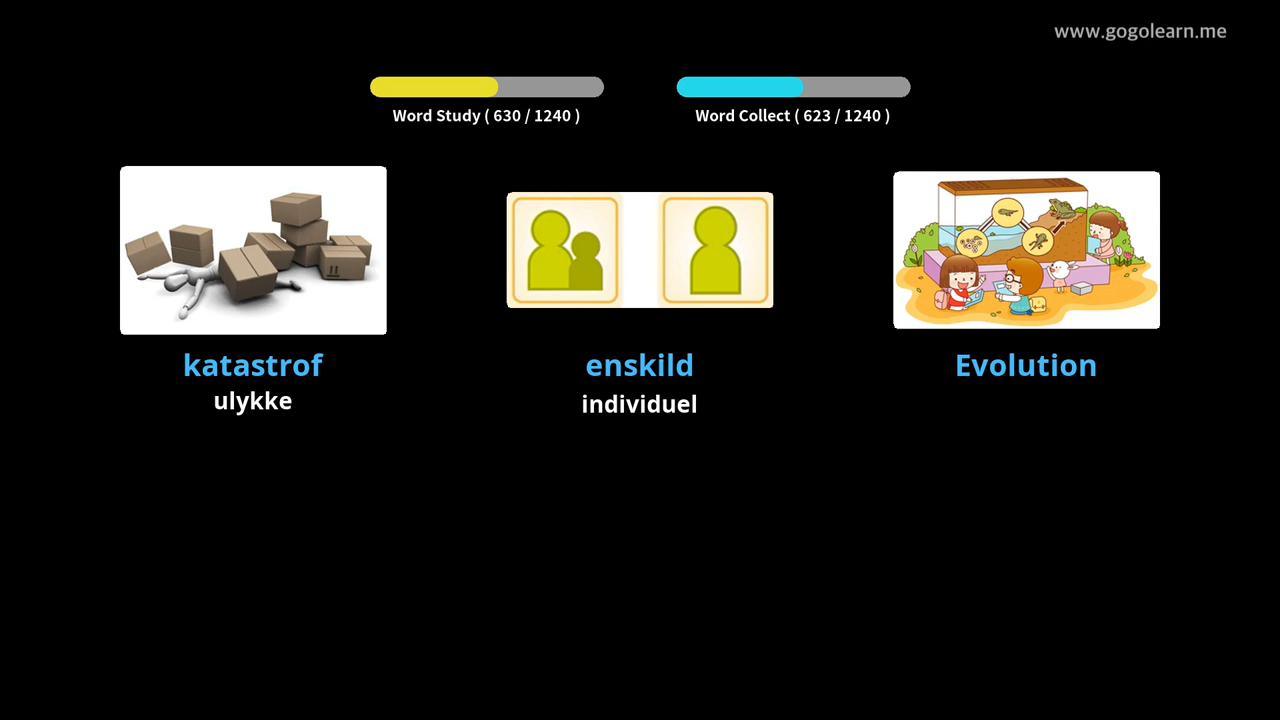 www.gogolearn.me
Word Study ( 630 / 1240 )
Word Collect ( 623 / 1240 )
katastrof
ulykke
enskild
individuel
Evolution